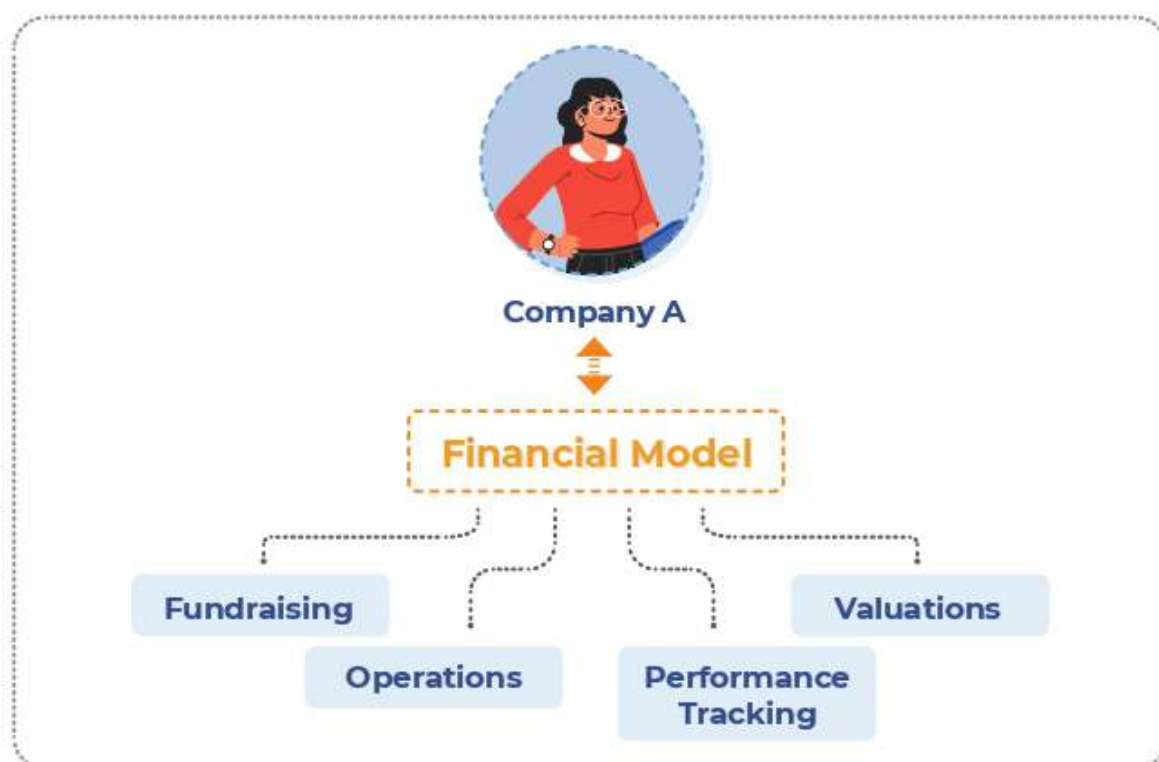 Company A
Financial Model
Fundraising
Valuations
Operations
Performance
Tracking